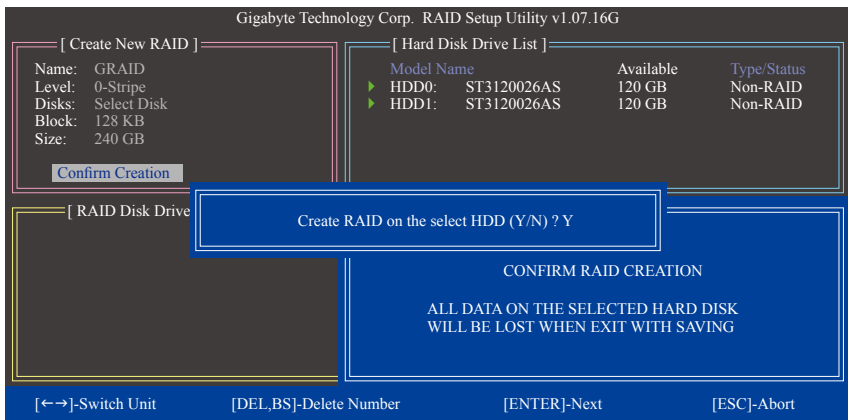 Gigabyte Technology Corp. RAID Setup Utility v1.07.16G
[ Create New RAID ]
Name: GRAID
Level: 0-Stripe
Disks: Select Disk
Block: 128 KB
Size: 240 GB
Confirm Creation
[ Hard Disk Drive List ]
Model Name Available Type/Status
HDD0: ST3120026AS 120 GB Non-RAID
HDD1: ST3120026AS 120 GB Non-RAID
[ RAID Disk Drive
Create RAID on the select HDD (Y/N) ? Y
CONFIRM RAID CREATION
ALL DATA ON THE SELECTED HARD DISK
WILL BE LOST WHEN EXIT WITH SAVING
[←→]-Switch Unit [DEL,BS]-Delete Number [ENTER]-Next [ESC]-Abort